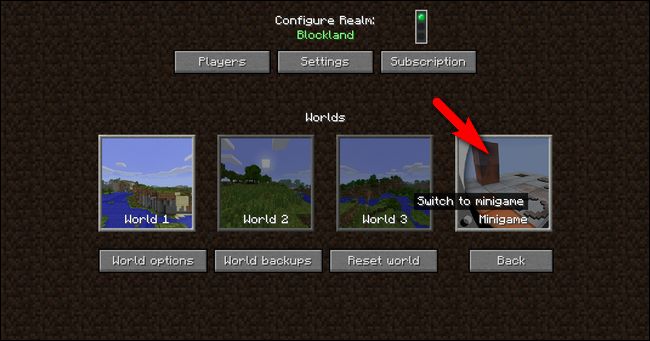 Configure Realm:
Blockland
Players Settings Subscription
Worlds
Switch to minigame
World 1 World 2 World 3 Minigame
World options World backups Reset world Back